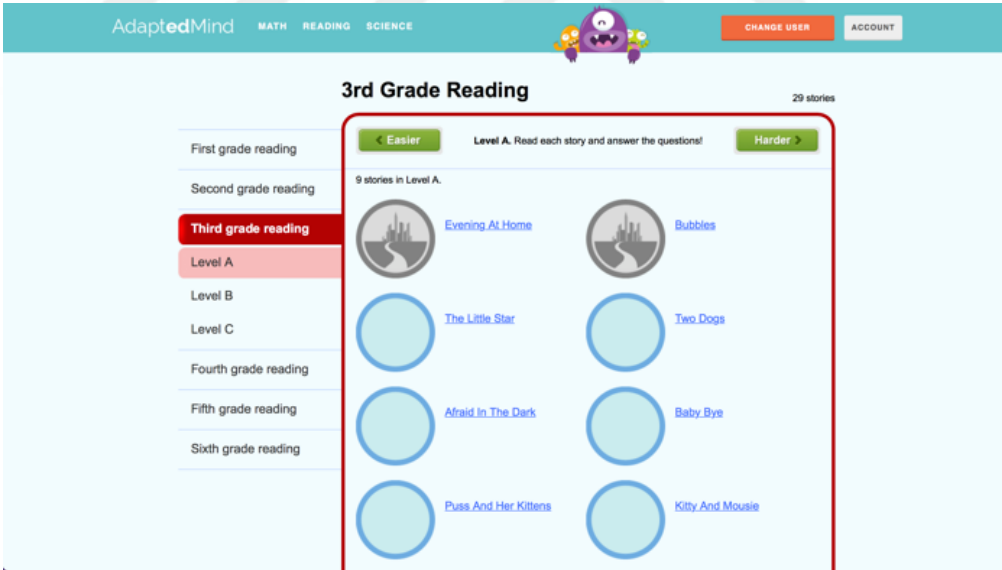 AdaptedMind MATH READING SCIENCE CHANGE USER ACCOUNT
3rd Grade Reading
29 stories
First grade reading
Second grade reading
Third grade reading
Level A
Level B
Level C
Fourth grade reading
Fifth grade reading
Sixth grade reading
< Easier Level A. Read each story and answer the questions! Harder >
9 stories in Level A.
Evening At Home Bubbles
The Little Star Two Dogs
Afraid In The Dark Baby Bye
Puss And Her Kittens Kitty And Mousie